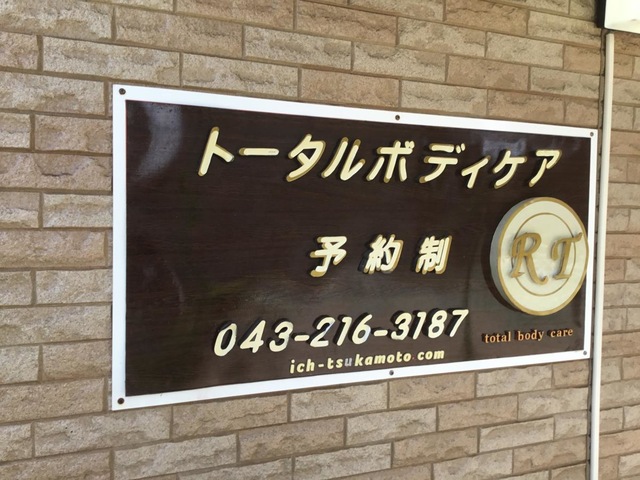 トータルボディケア
予約制
RT
total body care
043-216-3187
ich-tsukamoto.com